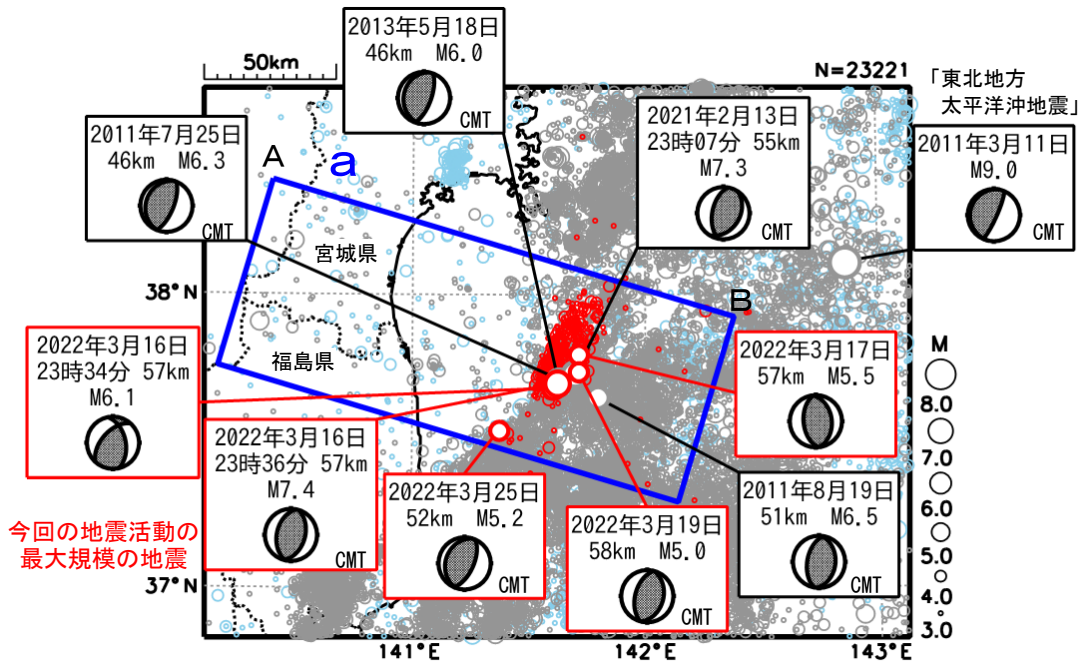 2013年5月18日
46km M6.0
CMT
50km
N=23221
「東北地方
太平洋沖地震」
2011年7月25日
46km M6.3
CMT
A
a
2021年2月13日
23時07分 55km
M7.3
CMT
2011年3月11日
M9.0
CMT
宮城県
38°N
B
福島県
2022年3月16日
23時34分 57km
M6.1
2022年3月17日
57km M5.5
M
8.0
7.0
6.0
5.0
4.0
3.0
2022年3月16日
23時36分 57km
M7.4
CMT
今回の地震活動の
最大規模の地震
2022年3月25日
52km M5.2
CMT
2022年3月19日
58km M5.0
CMT
2011年8月19日
51km M6.5
CMT
37°N
141°E
142°E
143°E